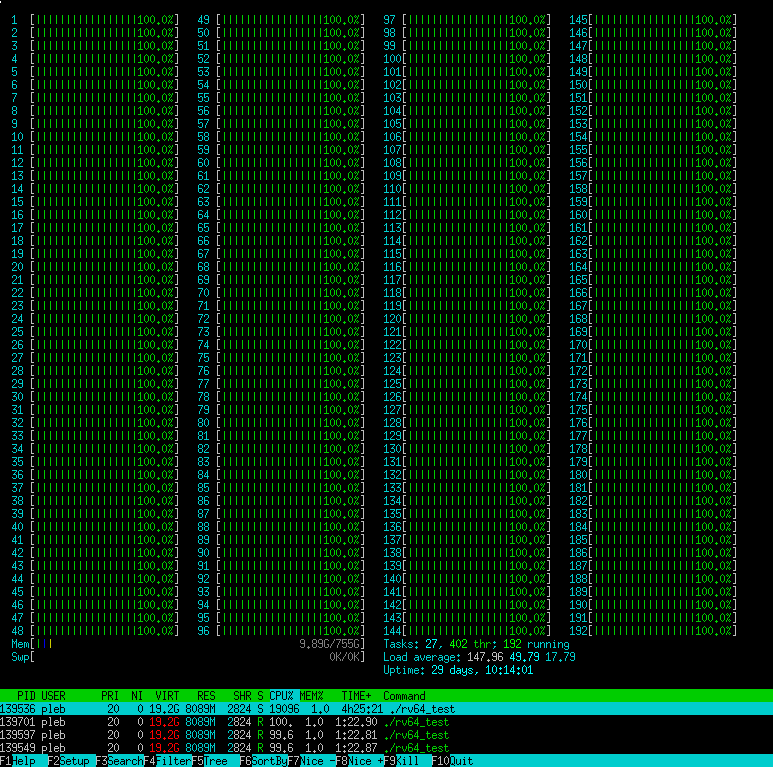 1 [||||||||||||||||||||100.0%] 49 [||||||||||||||||||||100.0%] 97 [||||||||||||||||||||100.0%] 145[||||||||||||||||||||100.0%]
2 [||||||||||||||||||||100.0%] 50 [||||||||||||||||||||100.0%] 98 [||||||||||||||||||||100.0%] 146[||||||||||||||||||||100.0%]
3 [||||||||||||||||||||100.0%] 51 [||||||||||||||||||||100.0%] 99 [||||||||||||||||||||100.0%] 147[||||||||||||||||||||100.0%]
4 [||||||||||||||||||||100.0%] 52 [||||||||||||||||||||100.0%] 100[||||||||||||||||||||100.0%] 148[||||||||||||||||||||100.0%]
5 [||||||||||||||||||||100.0%] 53 [||||||||||||||||||||100.0%] 101[||||||||||||||||||||100.0%] 149[||||||||||||||||||||100.0%]
6 [||||||||||||||||||||100.0%] 54 [||||||||||||||||||||100.0%] 102[||||||||||||||||||||100.0%] 150[||||||||||||||||||||100.0%]
7 [||||||||||||||||||||100.0%] 55 [||||||||||||||||||||100.0%] 103[||||||||||||||||||||100.0%] 151[||||||||||||||||||||100.0%]
8 [||||||||||||||||||||100.0%] 56 [||||||||||||||||||||100.0%] 104[||||||||||||||||||||100.0%] 152[||||||||||||||||||||100.0%]
9 [||||||||||||||||||||100.0%] 57 [||||||||||||||||||||100.0%] 105[||||||||||||||||||||100.0%] 153[||||||||||||||||||||100.0%]
10 [||||||||||||||||||||100.0%] 58 [||||||||||||||||||||100.0%] 106[||||||||||||||||||||100.0%] 154[||||||||||||||||||||100.0%]
11 [||||||||||||||||||||100.0%] 59 [||||||||||||||||||||100.0%] 107[||||||||||||||||||||100.0%] 155[||||||||||||||||||||100.0%]
12 [||||||||||||||||||||100.0%] 60 [||||||||||||||||||||100.0%] 108[||||||||||||||||||||100.0%] 156[||||||||||||||||||||100.0%]
13 [||||||||||||||||||||100.0%] 61 [||||||||||||||||||||100.0%] 109[||||||||||||||||||||100.0%] 157[||||||||||||||||||||100.0%]
14 [||||||||||||||||||||100.0%] 62 [||||||||||||||||||||100.0%] 110[||||||||||||||||||||100.0%] 158[||||||||||||||||||||100.0%]
15 [||||||||||||||||||||100.0%] 63 [||||||||||||||||||||100.0%] 111[||||||||||||||||||||100.0%] 159[||||||||||||||||||||100.0%]
16 [||||||||||||||||||||100.0%] 64 [||||||||||||||||||||100.0%] 112[||||||||||||||||||||100.0%] 160[||||||||||||||||||||100.0%]
17 [||||||||||||||||||||100.0%] 65 [||||||||||||||||||||100.0%] 113[||||||||||||||||||||100.0%] 161[||||||||||||||||||||100.0%]
18 [||||||||||||||||||||100.0%] 66 [||||||||||||||||||||100.0%] 114[||||||||||||||||||||100.0%] 162[||||||||||||||||||||100.0%]
19 [||||||||||||||||||||100.0%] 67 [||||||||||||||||||||100.0%] 115[||||||||||||||||||||100.0%] 163[||||||||||||||||||||100.0%]
20 [||||||||||||||||||||100.0%] 68 [||||||||||||||||||||100.0%] 116[||||||||||||||||||||100.0%] 164[||||||||||||||||||||100.0%]
21 [||||||||||||||||||||100.0%] 69 [||||||||||||||||||||100.0%] 117[||||||||||||||||||||100.0%] 165[||||||||||||||||||||100.0%]
22 [||||||||||||||||||||100.0%] 70 [||||||||||||||||||||100.0%] 118[||||||||||||||||||||100.0%] 166[||||||||||||||||||||100.0%]
23 [||||||||||||||||||||100.0%] 71 [||||||||||||||||||||100.0%] 119[||||||||||||||||||||100.0%] 167[||||||||||||||||||||100.0%]
24 [||||||||||||||||||||100.0%] 72 [||||||||||||||||||||100.0%] 120[||||||||||||||||||||100.0%] 168[||||||||||||||||||||100.0%]
25 [||||||||||||||||||||100.0%] 73 [||||||||||||||||||||100.0%] 121[||||||||||||||||||||100.0%] 169[||||||||||||||||||||100.0%]
26 [||||||||||||||||||||100.0%] 74 [||||||||||||||||||||100.0%] 122[||||||||||||||||||||100.0%] 170[||||||||||||||||||||100.0%]
27 [||||||||||||||||||||100.0%] 75 [||||||||||||||||||||100.0%] 123[||||||||||||||||||||100.0%] 171[||||||||||||||||||||100.0%]
28 [||||||||||||||||||||100.0%] 76 [||||||||||||||||||||100.0%] 124[||||||||||||||||||||100.0%] 172[||||||||||||||||||||100.0%]
29 [||||||||||||||||||||100.0%] 77 [||||||||||||||||||||100.0%] 125[||||||||||||||||||||100.0%] 173[||||||||||||||||||||100.0%]
30 [||||||||||||||||||||100.0%] 78 [||||||||||||||||||||100.0%] 126[||||||||||||||||||||100.0%] 174[||||||||||||||||||||100.0%]
31 [||||||||||||||||||||100.0%] 79 [||||||||||||||||||||100.0%] 127[||||||||||||||||||||100.0%] 175[||||||||||||||||||||100.0%]
32 [||||||||||||||||||||100.0%] 80 [||||||||||||||||||||100.0%] 128[||||||||||||||||||||100.0%] 176[||||||||||||||||||||100.0%]
33 [||||||||||||||||||||100.0%] 81 [||||||||||||||||||||100.0%] 129[||||||||||||||||||||100.0%] 177[||||||||||||||||||||100.0%]
34 [||||||||||||||||||||100.0%] 82 [||||||||||||||||||||100.0%] 130[||||||||||||||||||||100.0%] 178[||||||||||||||||||||100.0%]
35 [||||||||||||||||||||100.0%] 83 [||||||||||||||||||||100.0%] 131[||||||||||||||||||||100.0%] 179[||||||||||||||||||||100.0%]
36 [||||||||||||||||||||100.0%] 84 [||||||||||||||||||||100.0%] 132[||||||||||||||||||||100.0%] 180[||||||||||||||||||||100.0%]
37 [||||||||||||||||||||100.0%] 85 [||||||||||||||||||||100.0%] 133[||||||||||||||||||||100.0%] 181[||||||||||||||||||||100.0%]
38 [||||||||||||||||||||100.0%] 86 [||||||||||||||||||||100.0%] 134[||||||||||||||||||||100.0%] 182[||||||||||||||||||||100.0%]
39 [||||||||||||||||||||100.0%] 87 [||||||||||||||||||||100.0%] 135[||||||||||||||||||||100.0%] 183[||||||||||||||||||||100.0%]
40 [||||||||||||||||||||100.0%] 88 [||||||||||||||||||||100.0%] 136[||||||||||||||||||||100.0%] 184[||||||||||||||||||||100.0%]
41 [||||||||||||||||||||100.0%] 89 [||||||||||||||||||||100.0%] 137[||||||||||||||||||||100.0%] 185[||||||||||||||||||||100.0%]
42 [||||||||||||||||||||100.0%] 90 [||||||||||||||||||||100.0%] 138[||||||||||||||||||||100.0%] 186[||||||||||||||||||||100.0%]
43 [||||||||||||||||||||100.0%] 91 [||||||||||||||||||||100.0%] 139[||||||||||||||||||||100.0%] 187[||||||||||||||||||||100.0%]
44 [||||||||||||||||||||100.0%] 92 [||||||||||||||||||||100.0%] 140[||||||||||||||||||||100.0%] 188[||||||||||||||||||||100.0%]
45 [||||||||||||||||||||100.0%] 93 [||||||||||||||||||||100.0%] 141[||||||||||||||||||||100.0%] 189[||||||||||||||||||||100.0%]
46 [||||||||||||||||||||100.0%] 94 [||||||||||||||||||||100.0%] 142[||||||||||||||||||||100.0%] 190[||||||||||||||||||||100.0%]
47 [||||||||||||||||||||100.0%] 95 [||||||||||||||||||||100.0%] 143[||||||||||||||||||||100.0%] 191[||||||||||||||||||||100.0%]
48 [||||||||||||||||||||100.0%] 96 [||||||||||||||||||||100.0%] 144[||||||||||||||||||||100.0%] 192[||||||||||||||||||||100.0%]
Mem[||| 9.89G/755G] Tasks: 27, 402 thr; 192 running
Swp[ 0K/0K] Load average: 147.96 49.79 17.79
Uptime: 29 days, 10:14:01
PID USER PRI NI VIRT RES SHR S CPU% MEM% TIME+ Command
139536 pleb 20 0 19.2G 8089M 2824 S 19096 1.0 4h25:21 ./rv64_test
139701 pleb 20 0 19.2G 8089M 2824 R 100. 1.0 1:22.90 ./rv64_test
139597 pleb 20 0 19.2G 8089M 2824 R 99.6 1.0 1:22.81 ./rv64_test
139549 pleb 20 0 19.2G 8089M 2824 R 99.6 1.0 1:22.87 ./rv64_test
F1Help F2Setup F3SearchF4FilterF5Tree F6SortByF7Nice -F8Nice +F9Kill F10Quit